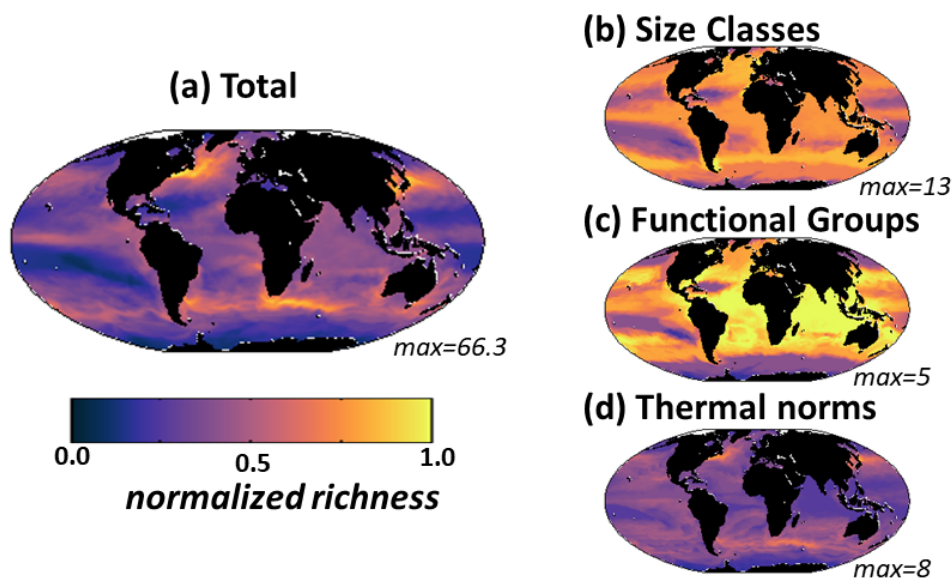 (a) Total
max=66.3
0.0 0.5 1.0
normalized richness
(b) Size Classes
max=13
(c) Functional Groups
max=5
(d) Thermal norms
max=8